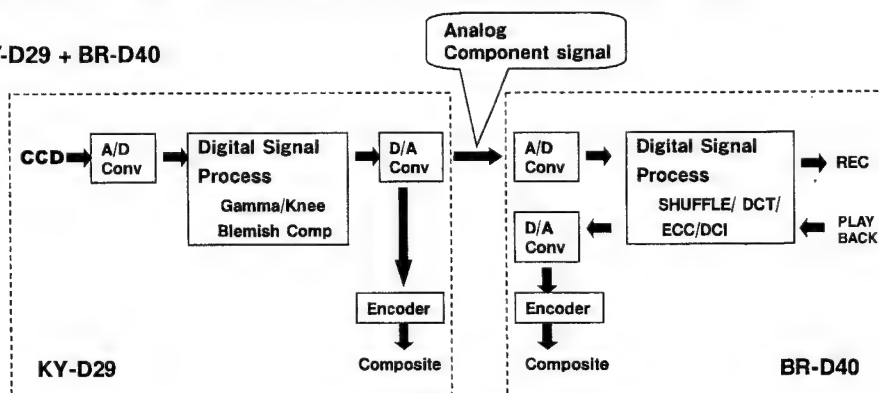 Analog
Component signal
-D29 + BR-D40
CCD
A/D
Conv
Digital Signal
Process
Gamma/Knee
Blemish Comp
D/A
Conv
Encoder
Composite
KY-D29
A/D
Conv
Digital Signal
Process
SHUFFLE/ DCT/
ECC/DCI
REC
PLAY
BACK
D/A
Conv
Encoder
Composite
BR-D40